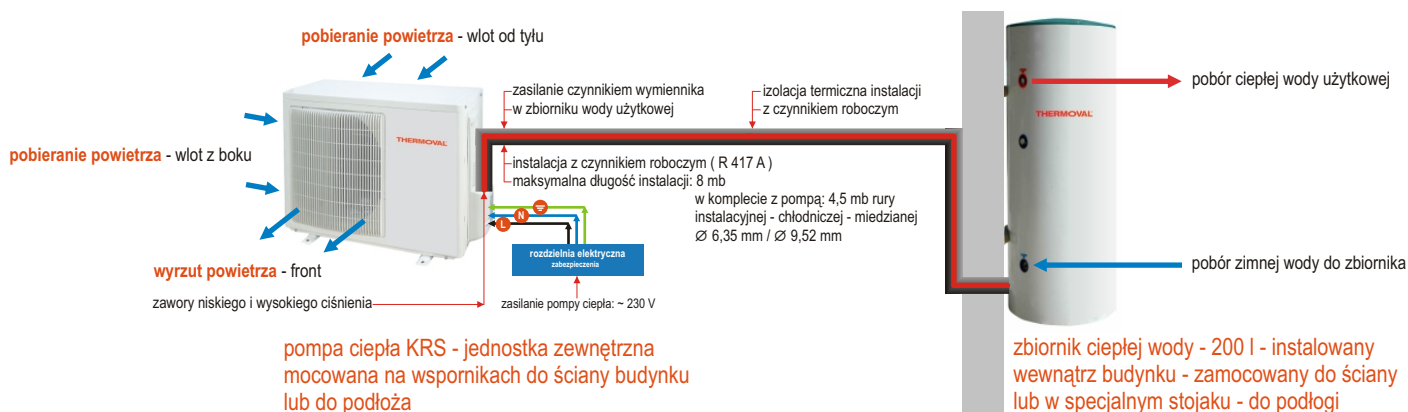 pobieranie powietrza - wlot od tyłu
pobieranie powietrza - wlot z boku
wyrzut powietrza - front
zawory niskiego i wysokiego ciśnienia
THERMOVAL
zasilanie czynnikiem wymiennika
w zbiorniku wody użytkowej
izolacja termiczna instalacji
z czynnikiem roboczym
instalacja z czynnikiem roboczym ( R 417 A )
maksymalna długość instalacji: 8 mb
w komplecie z pompą: 4,5 mb rury
instalacyjnej - chłodniczej - miedzianej
Ø 6,35 mm / Ø 9,52 mm
N
L
rozdzielnia elektryczna
zabezpieczenia
zasilanie pompy ciepła: ~ 230 V
pompa ciepła KRS - jednostka zewnętrzna
mocowana na wspornikach do ściany budynku
lub do podłoża
THERMOVAL
pobór ciepłej wody użytkowej
pobór zimnej wody do zbiornika
zbiornik ciepłej wody - 200 l - instalowany
wewnątrz budynku - zamocowany do ściany
lub w specjalnym stojaku - do podłogi